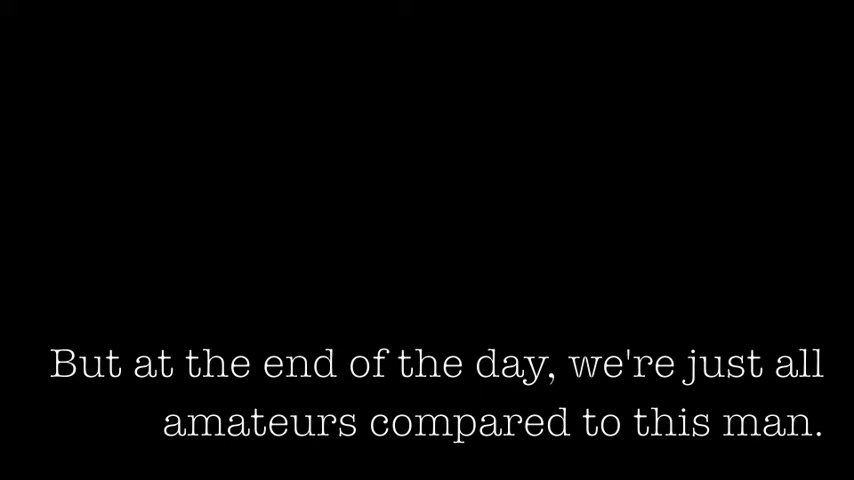 But at the end of the day, we're just all
amateurs compared to this man.